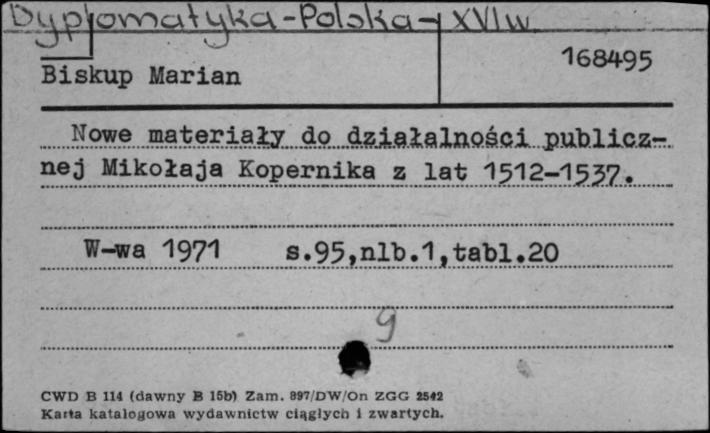 Dyplomatyka-Polska-XVIw.
168495
Biskup Marian
Nowe materiały do działalności publicz-
nej Mikołaja Kopernika z lat 1512-1537.
W-wa 1971 s.95,nlb.1,tabl.20
9
CWD B 114 (dawny B 15b) Zam. 897/DW/On ZGG 2542
Karta katalogowa wydawnictw ciągłych i zwartych.